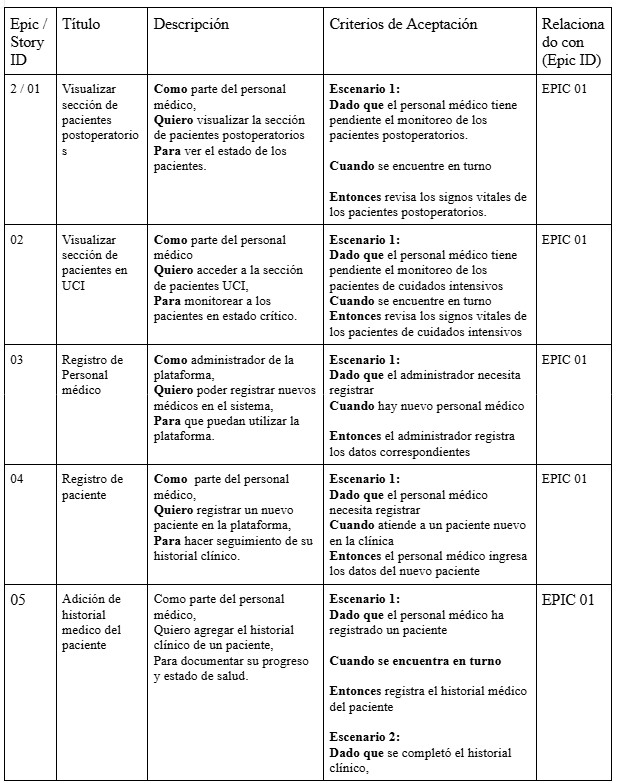 Epic /
Story
ID
Título
Descripción
Criterios de Aceptación
Relaciona
do con
(Epic ID)
2 / 01
Visualizar
sección de
pacientes
postoperatorio
s
Como parte del personal
médico,
Quiero visualizar la sección
de pacientes postoperatorios
Para ver el estado de los
pacientes.
Escenario 1:
Dado que el personal médico tiene
pendiente el monitoreo de los
pacientes postoperatorios.
Cuando se encuentre en turno
Entonces revisa los signos vitales de
los pacientes postoperatorios.
EPIC 01
02
Visualizar
sección de
pacientes en
UCI
Como parte del personal
médico
Quiero acceder a la sección
de pacientes UCI,
Para monitorear a los
pacientes en estado crítico.
Escenario 1:
Dado que el personal médico tiene
pendiente el monitoreo de los
pacientes de cuidados intensivos
Cuando se encuentre en turno
Entonces revisa los signos vitales de
los pacientes de cuidados intensivos
EPIC 01
03
Registro de
Personal
médico
Como administrador de la
plataforma,
Quiero poder registrar nuevos
médicos en el sistema,
Para que puedan utilizar la
plataforma.
Escenario 1:
Dado que el administrador necesita
registrar
Cuando hay nuevo personal médico
Entonces el administrador registra
los datos correspondientes
EPIC 01
04
Registro de
paciente
Como parte del personal
médico,
Quiero registrar un nuevo
paciente en la plataforma,
Para hacer seguimiento de su
historial clínico.
Escenario 1:
Dado que el personal médico
necesita registrar
Cuando atiende a un paciente nuevo
en la clínica
Entonces el personal médico ingresa
los datos del nuevo paciente
EPIC 01
05
Adición de
historial
medico del
paciente
Como parte del personal
médico,
Quiero agregar el historial
clínico de un paciente,
Para documentar su progreso
y estado de salud.
Escenario 1:
Dado que el personal médico ha
registrado un paciente
Cuando se encuentra en turno
Entonces registra el historial médico
del paciente
Escenario 2:
Dado que se completó el historial
clínico,
EPIC 01